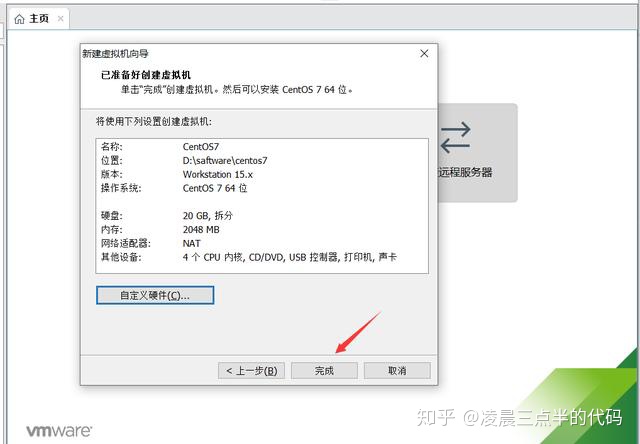 主页
新建虚拟机向导
已准备好创建虚拟机
单击“完成”创建虚拟机。然后可以安装 CentOS 7 64 位。
将使用下列设置创建虚拟机:
名称: CentOS7
位置: D:\saftware\centos7
版本: Workstation 15.x
操作系统: CentOS 7 64 位
硬盘: 20 GB, 拆分
内存: 2048 MB
网络适配器: NAT
其他设备: 4 个 CPU 内核, CD/DVD, USB 控制器, 打印机, 声卡
远程服务器
自定义硬件(C)...
< 上一步(B)
完成
取消
vmware
知乎 @凌晨三点半的代码